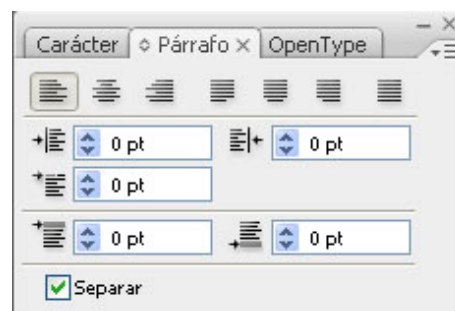 Carácter Párrafo × OpenType
0 pt 0 pt
0 pt
0 pt 0 pt
Separar